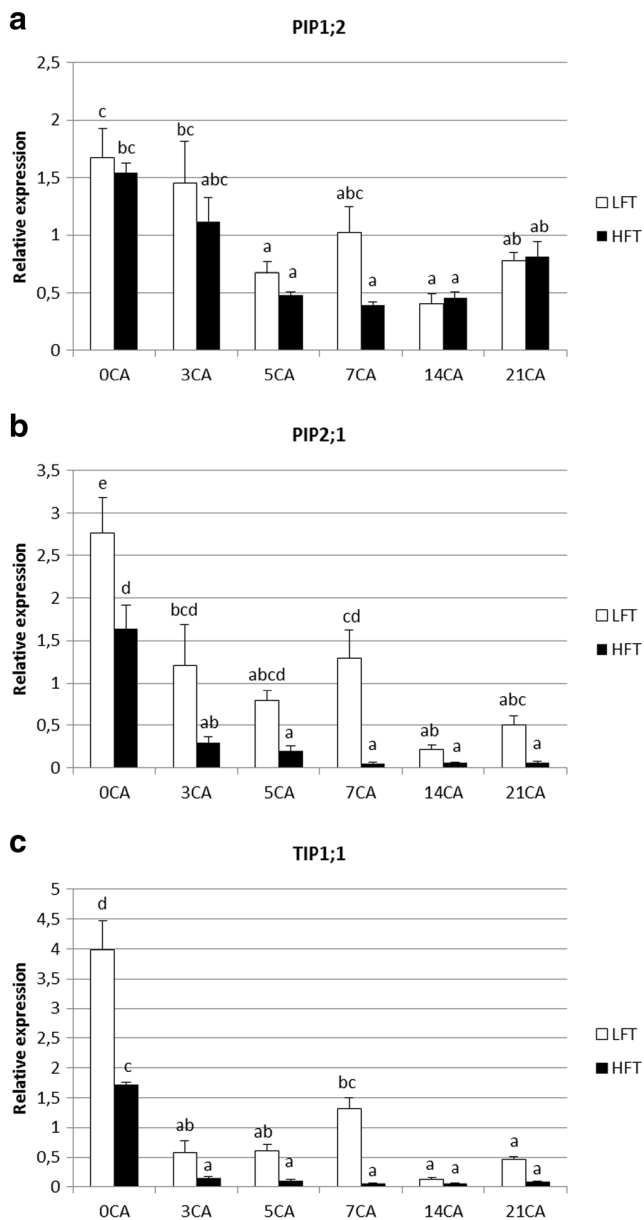 a
PIP1;2
2,5
2
1,5
1
0,5
0
Relative expression
c
bc
bc
abc
a
a
abc
a
a
a
ab
ab
0CA 3CA 5CA 7CA 14CA 21CA
LFT
HFT
b
PIP2;1
3,5
3
2,5
2
1,5
1
0,5
0
Relative expression
e
d
bcd
ab
abcd
a
cd
a
ab
a
abc
a
0CA 3CA 5CA 7CA 14CA 21CA
LFT
HFT
c
TIP1;1
5
4,5
4
3,5
3
2,5
2
1,5
1
0,5
0
Relative expression
d
c
ab
a
ab
a
bc
a
a
a
a
a
0CA 3CA 5CA 7CA 14CA 21CA
LFT
HFT